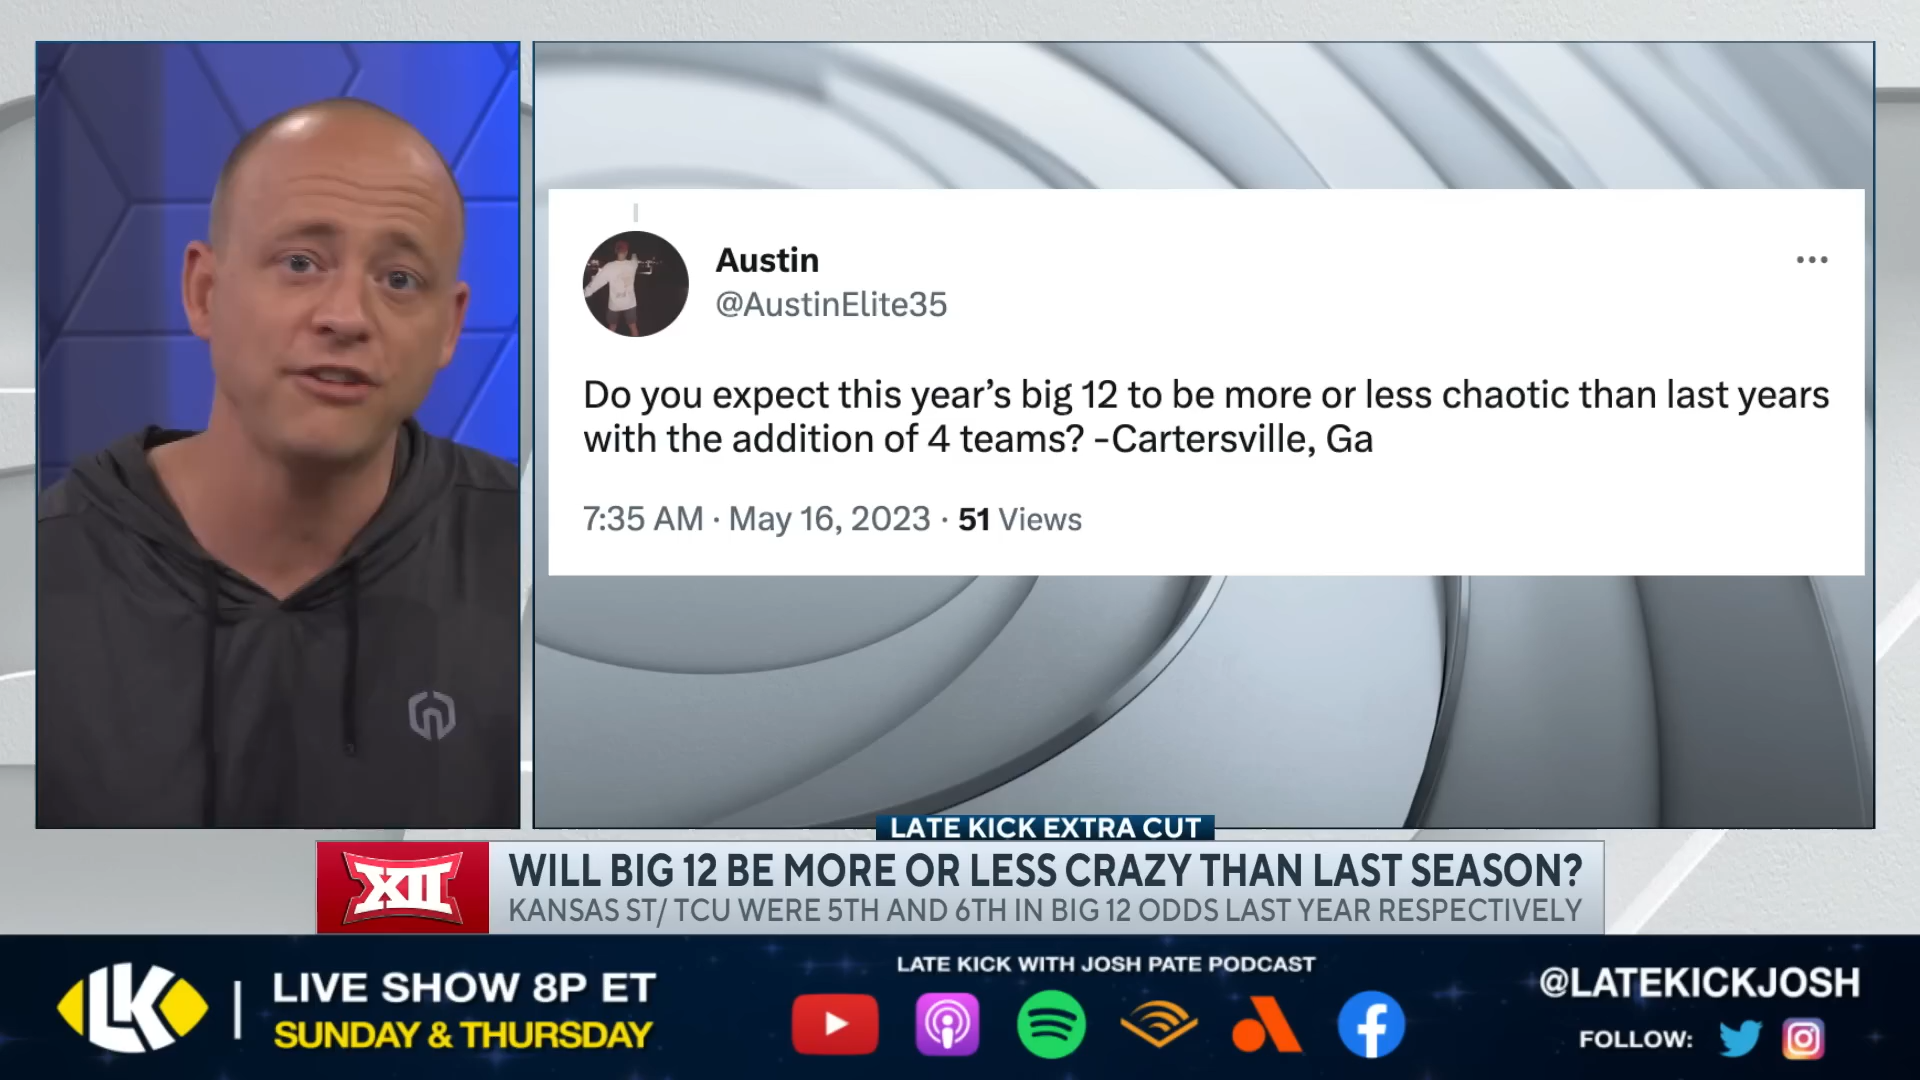 Austin
@AustinElite35
Do you expect this year’s big 12 to be more or less chaotic than last years
with the addition of 4 teams? -Cartersville, Ga
7:35 AM · May 16, 2023 · 51 Views
LATE KICK EXTRA CUT
XII
WILL BIG 12 BE MORE OR LESS CRAZY THAN LAST SEASON?
KANSAS ST/ TCU WERE 5TH AND 6TH IN BIG 12 ODDS LAST YEAR RESPECTIVELY
LK
LIVE SHOW 8P ET
SUNDAY & THURSDAY
LATE KICK WITH JOSH PATE PODCAST
@LATEKICKJOSH
FOLLOW: